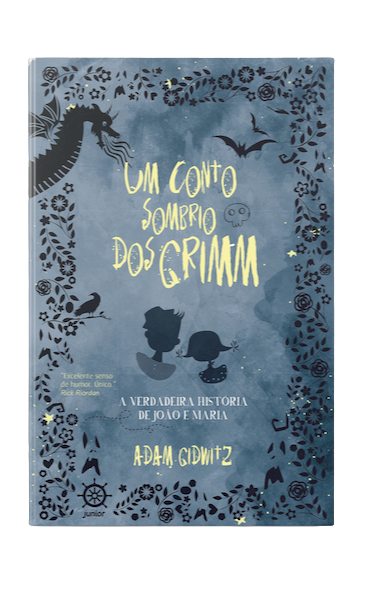 UM CONTO
SOMBRIO
DOS GRIMM
"Excelente senso
de humor. Único."
Rick Riordan
A VERDADEIRA HISTÓRIA
DE JOÃO E MARIA
ADAM GIDWITZ
junior